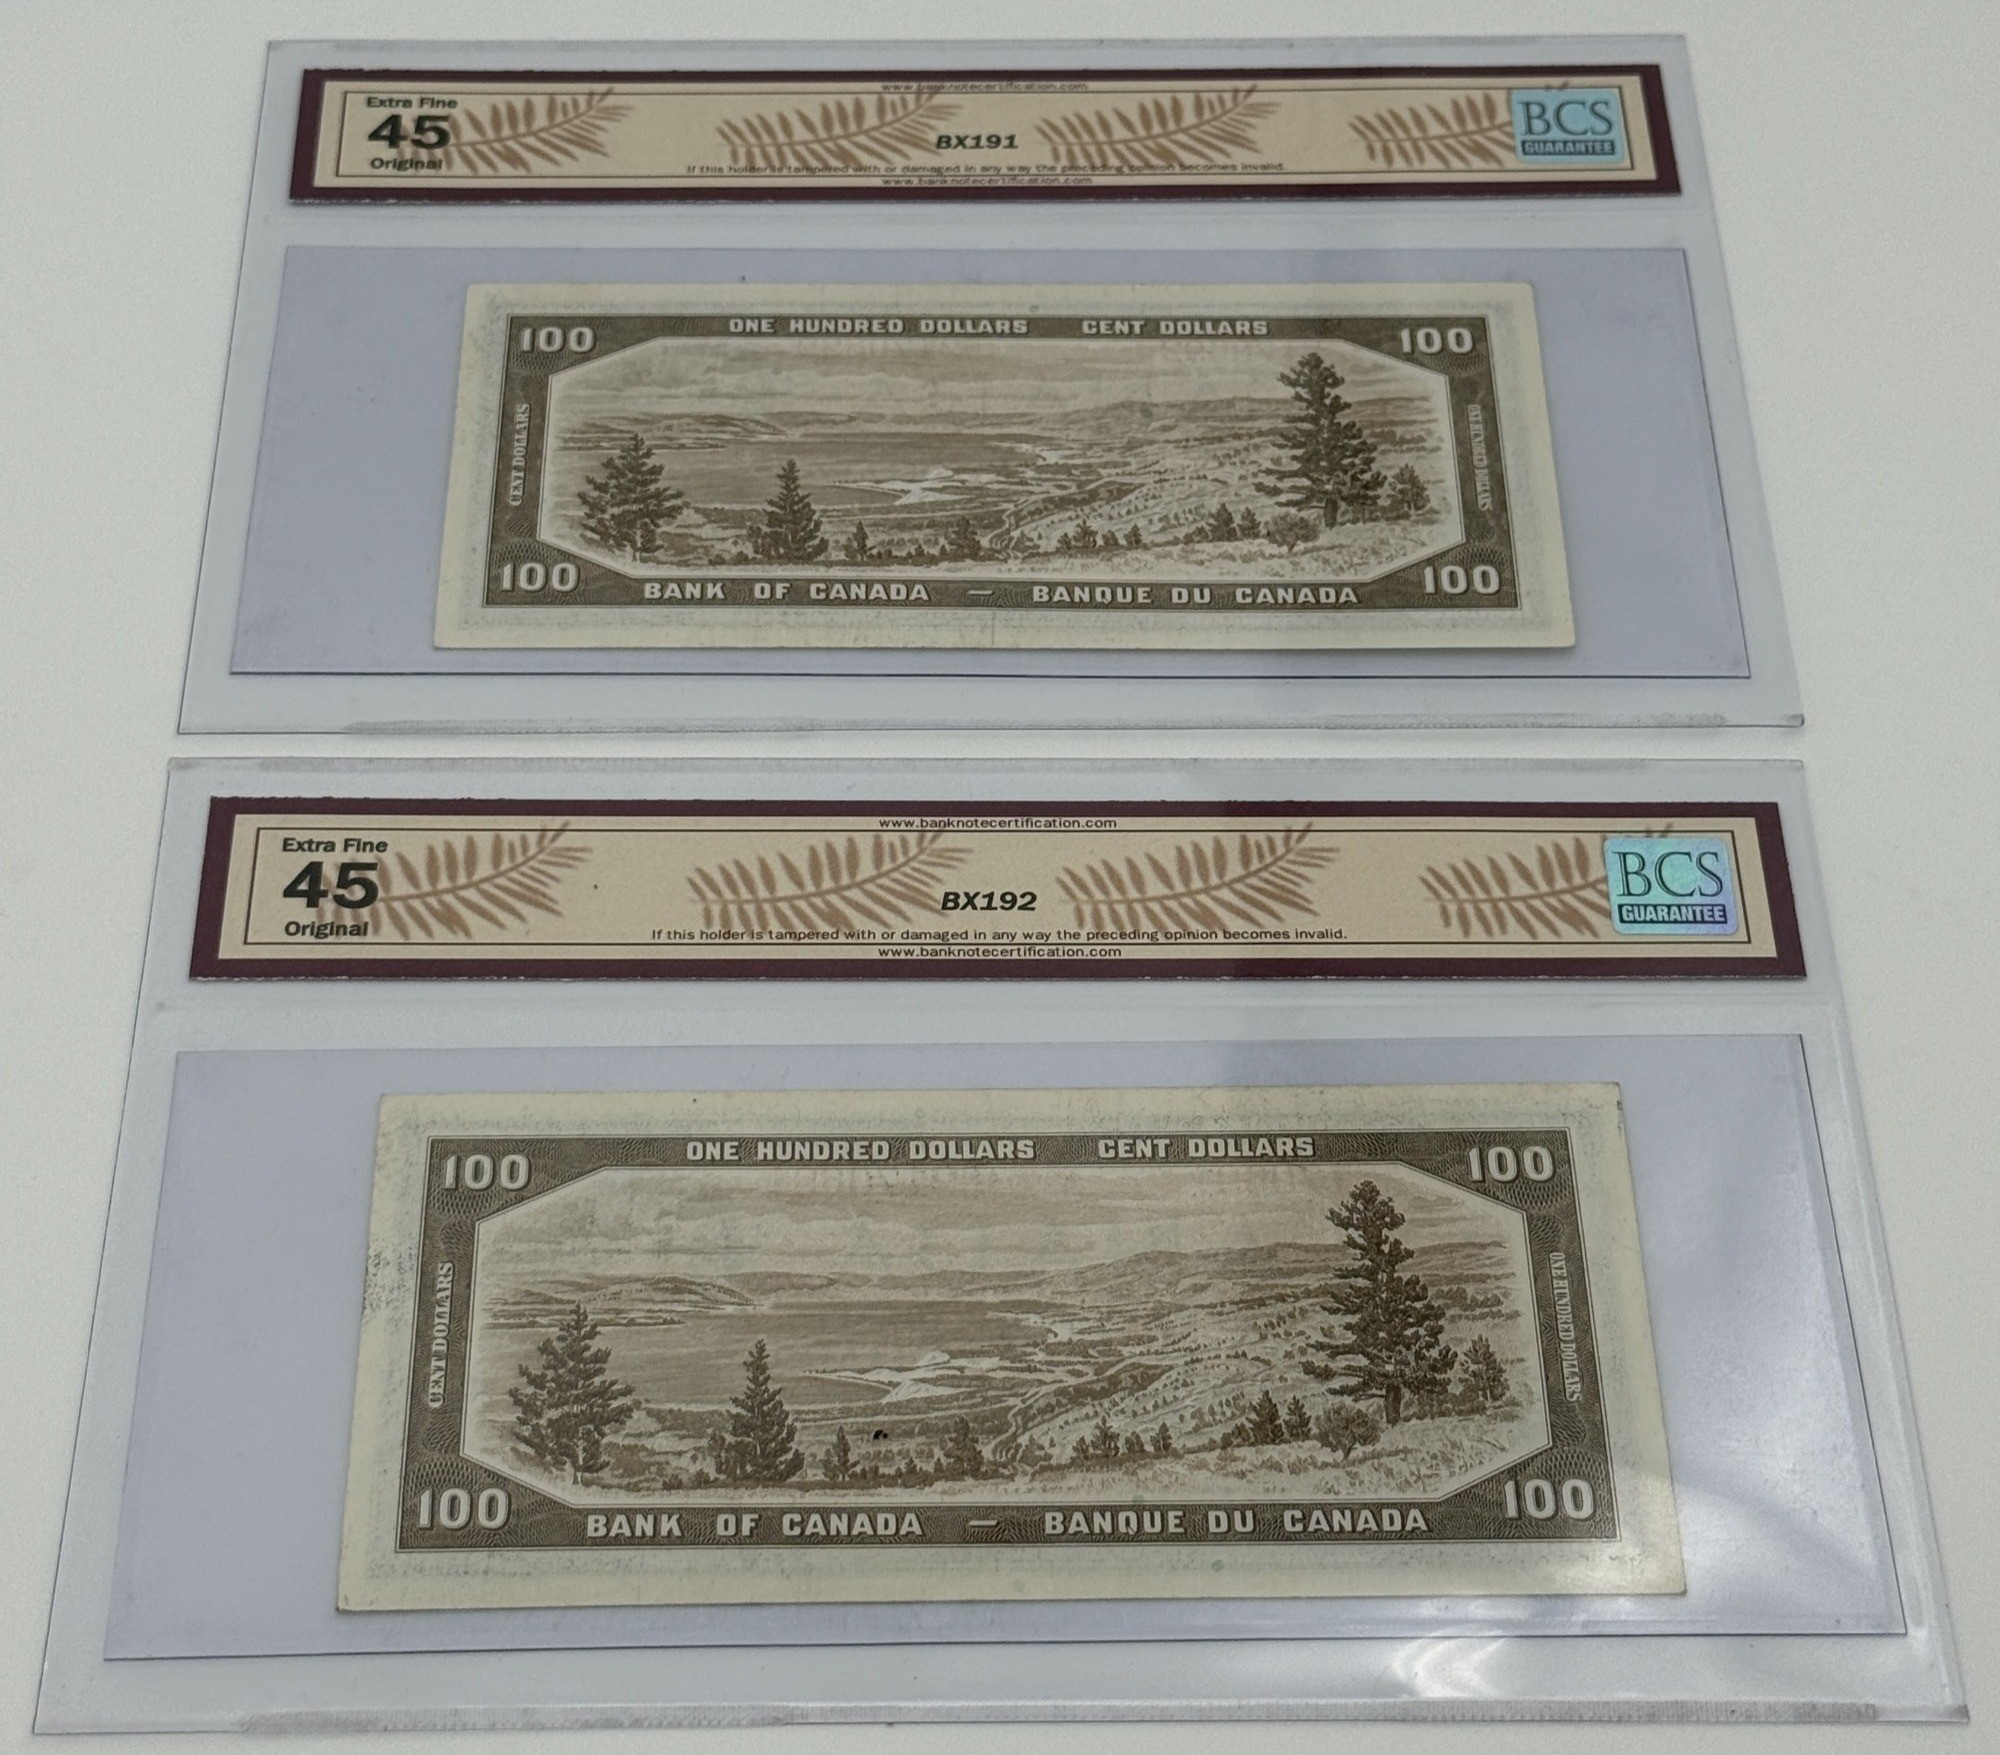 www.banknotecertification.com
Extra Fine
45
Original
BX191
If this holder is tampered with or damaged in any way the preceding opinion becomes invalid.
www.banknotecertification.com
BCS
GUARANTEE
100 ONE HUNDRED DOLLARS CENT DOLLARS 100
CENT DOLLARS
ONE HUNDRED DOLLARS
100 BANK OF CANADA — BANQUE DU CANADA 100
www.banknotecertification.com
Extra Fine
45
Original
BX192
If this holder is tampered with or damaged in any way the preceding opinion becomes invalid.
www.banknotecertification.com
BCS
GUARANTEE
100 ONE HUNDRED DOLLARS CENT DOLLARS 100
CENT DOLLARS
ONE HUNDRED DOLLARS
100 BANK OF CANADA — BANQUE DU CANADA 100